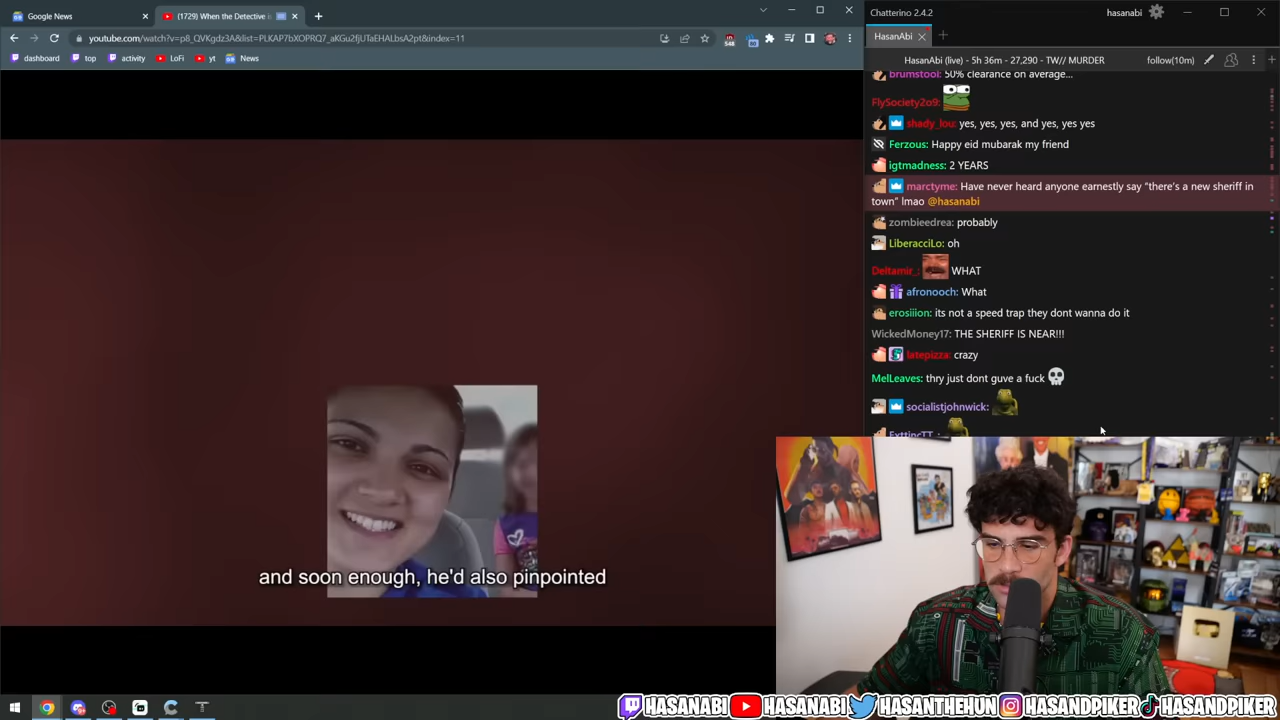 Google News
(1729) When the Detective is
youtube.com/watch?v=p8_QVKgdz3A&list=PLKAP7bXOPRQ7_aKGu2fjUTaEHALbsA2pt&index=11
548
60
dashboard
top
activity
LoFi
yt
News
Chatterino 2.4.2
hasanabi
HasanAbi
HasanAbi (live) - 5h 36m - 27,290 - TW// MURDER
follow(10m)
brumstool: 50% clearance on average...
FlySociety2o9:
shady_lou: yes, yes, yes, and yes, yes yes
Ferzous: Happy eid mubarak my friend
igtmadness: 2 YEARS
marctyme: Have never heard anyone earnestly say "there's a new sheriff in
town" lmao @hasanabi
zombieedrea: probably
LiberacciLo: oh
Deltamir_: WHAT
afronooch: What
erosiiion: its not a speed trap they dont wanna do it
WickedMoney17: THE SHERIFF IS NEAR!!!
latepizza: crazy
MelLeaves: thry just dont guve a fuck
socialistjohnwick:
ExttincTT_:
and soon enough, he'd also pinpointed
HASANABI
HASANABI
HASANTHEHUN
HASANDPIKER
HASANDPIKER